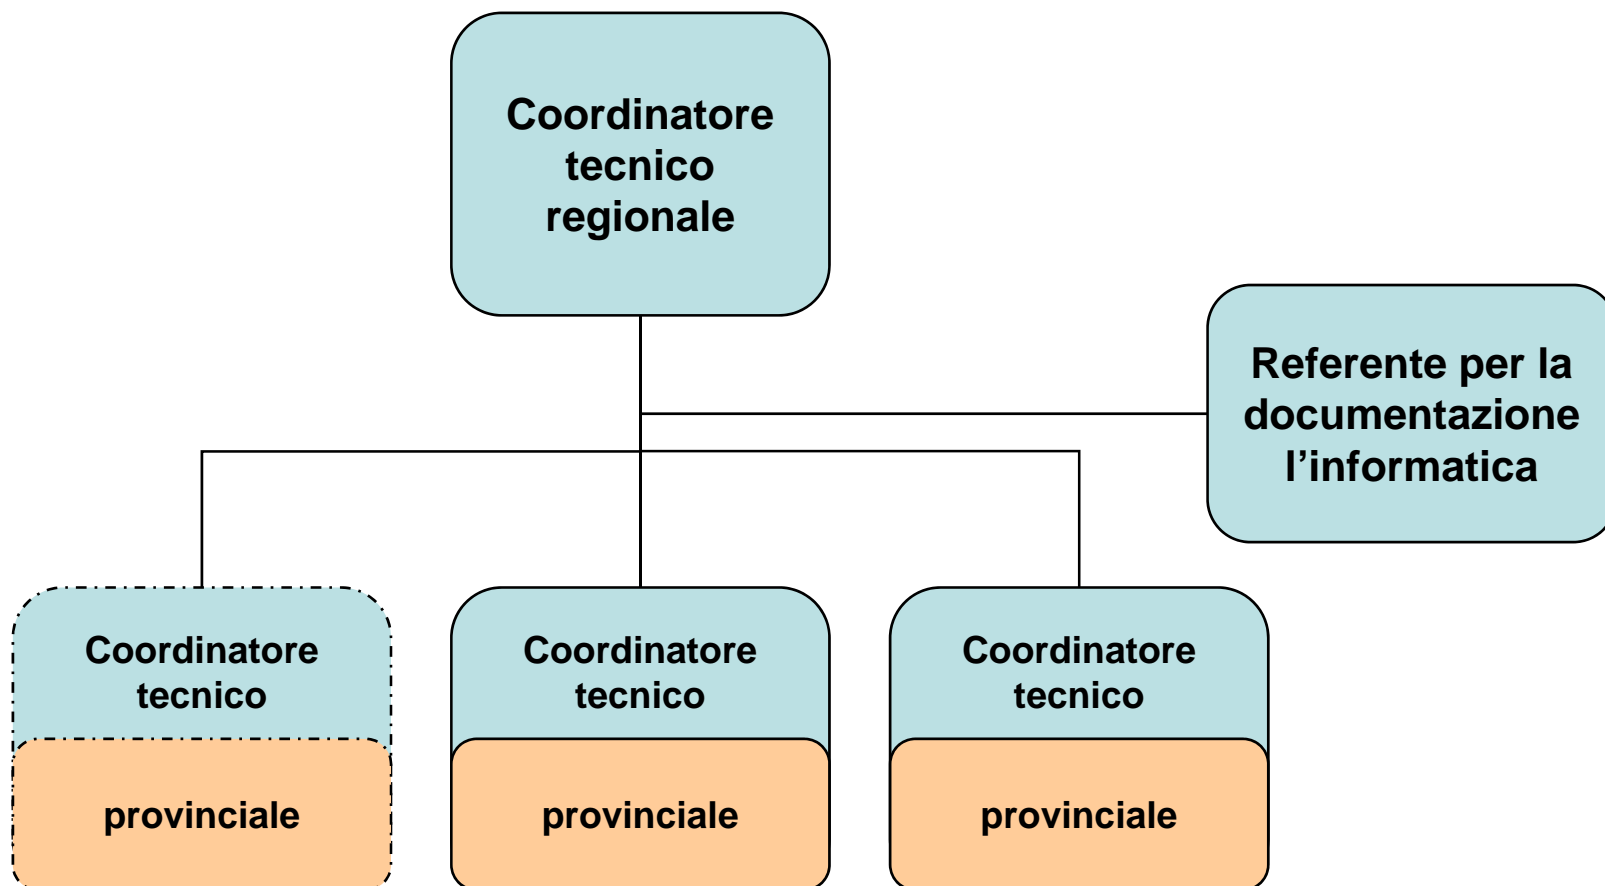 Coordinatore
tecnico
regionale
Referente per la
documentazione
l’informatica
Coordinatore
tecnico
provinciale
Coordinatore
tecnico
provinciale
Coordinatore
tecnico
provinciale